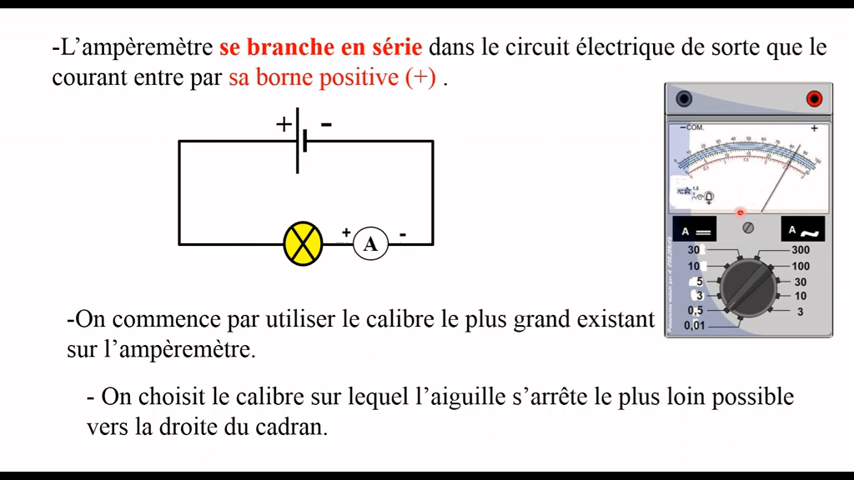 -L'ampèremètre se branche en série dans le circuit électrique de sorte que le
courant entre par sa borne positive (+) .
+ -
+ A -
-COM. +
A A
30 300
10 100
5 30
3 10
0,5 3
0,01
-On commence par utiliser le calibre le plus grand existant
sur l'ampèremètre.
- On choisit le calibre sur lequel l'aiguille s'arrête le plus loin possible
vers la droite du cadran.